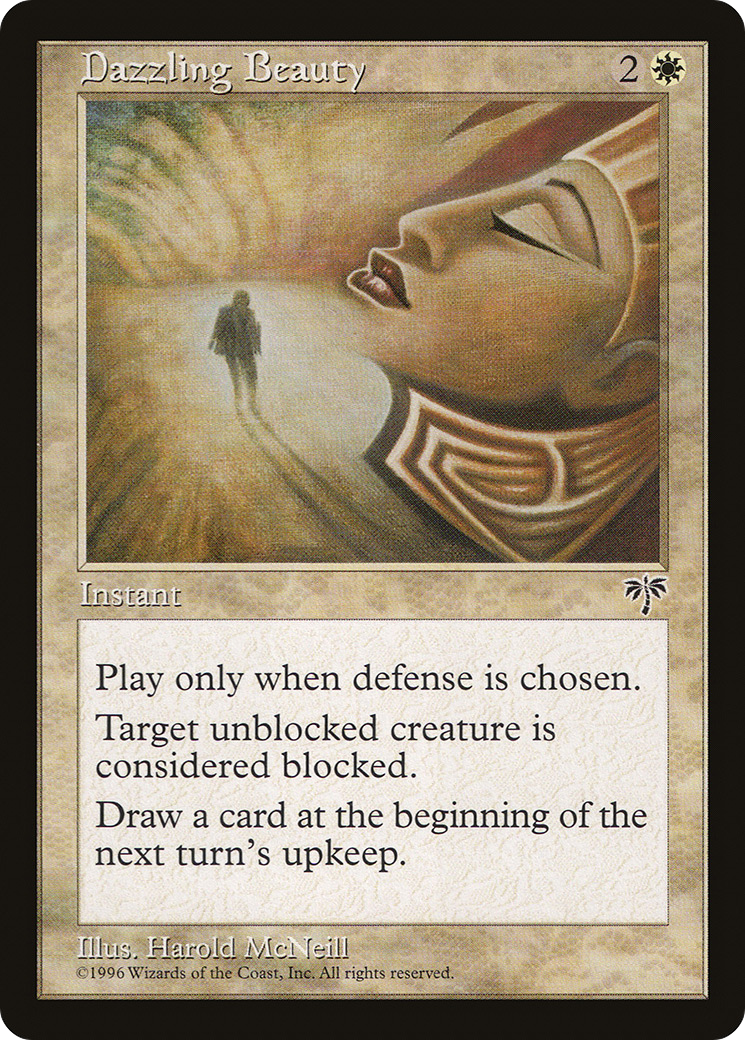 Dazzling Beauty 2
Instant
Play only when defense is chosen.
Target unblocked creature is
considered blocked.
Draw a card at the beginning of the
next turn's upkeep.
Illus. Harold McNeill
©1996 Wizards of the Coast, Inc. All rights reserved.